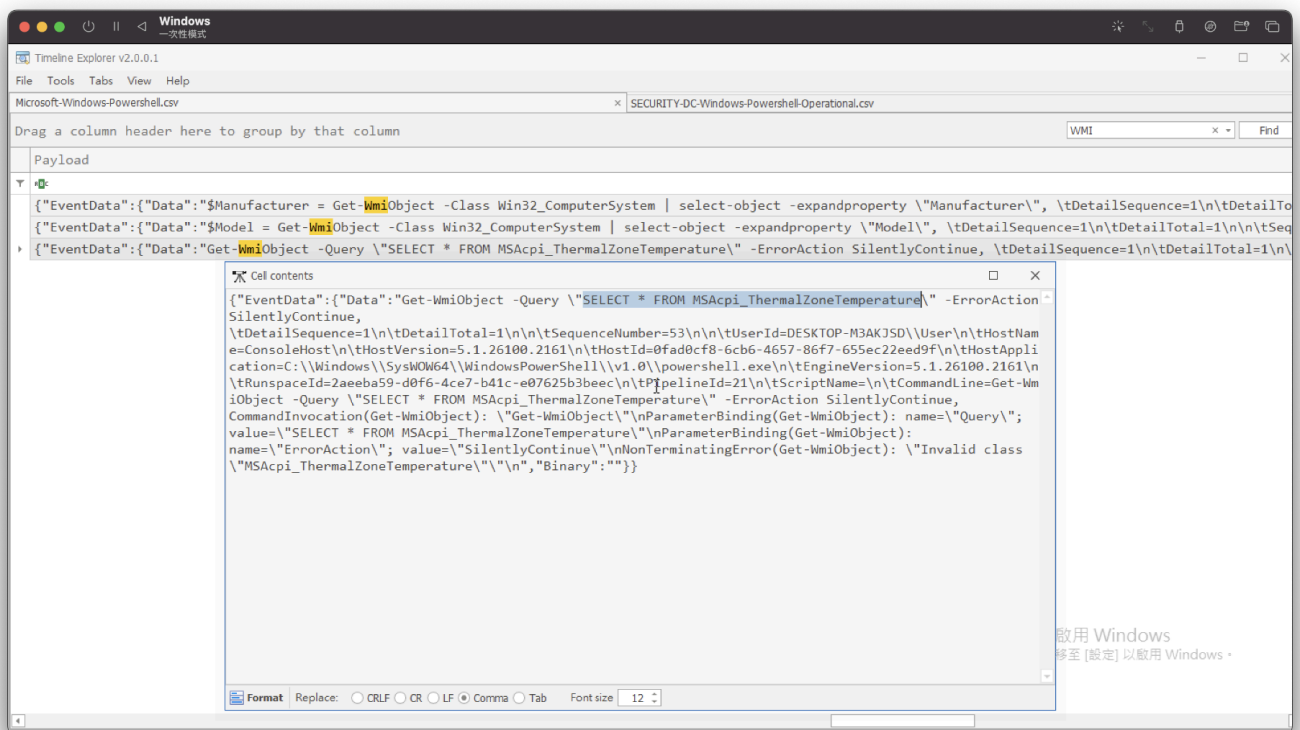 Windows
一次性模式
Timeline Explorer v2.0.0.1
File Tools Tabs View Help
Microsoft-Windows-Powershell.csv
SECURITY-DC-Windows-Powershell-Operational.csv
Drag a column header here to group by that column
WMI
Find
Payload
{"EventData":{"Data":"$Manufacturer = Get-WmiObject -Class Win32_ComputerSystem | select-object -expandproperty \"Manufacturer\", \tDetailSequence=1\n\tDetailTo
{"EventData":{"Data":"$Model = Get-WmiObject -Class Win32_ComputerSystem | select-object -expandproperty \"Model\", \tDetailSequence=1\n\tDetailTotal=1\n\n\tSeq
{"EventData":{"Data":"Get-WmiObject -Query \"SELECT * FROM MSAcpi_ThermalZoneTemperature\" -ErrorAction SilentlyContinue, \tDetailSequence=1\n\tDetailTotal=1\n\
Cell contents
{"EventData":{"Data":"Get-WmiObject -Query \"SELECT * FROM MSAcpi_ThermalZoneTemperature\" -ErrorAction
SilentlyContinue,
\tDetailSequence=1\n\tDetailTotal=1\n\n\tSequenceNumber=53\n\n\tUserId=DESKTOP-M3AKJSD\\User\n\tHostNam
e=ConsoleHost\n\tHostVersion=5.1.26100.2161\n\tHostId=0fad0cf8-6cb6-4657-86f7-655ec22eed9f\n\tHostAppli
cation=C:\\Windows\\SysWOW64\\WindowsPowerShell\\v1.0\\powershell.exe\n\tEngineVersion=5.1.26100.2161\n
\tRunspaceId=2aeeba59-d0f6-4ce7-b41c-e07625b3beec\n\tPipelineId=21\n\tScriptName=\n\tCommandLine=Get-Wm
iObject -Query \"SELECT * FROM MSAcpi_ThermalZoneTemperature\" -ErrorAction SilentlyContinue,
CommandInvocation(Get-WmiObject): \"Get-WmiObject\"\nParameterBinding(Get-WmiObject): name=\"Query\";
value=\"SELECT * FROM MSAcpi_ThermalZoneTemperature\"\nParameterBinding(Get-WmiObject):
name=\"ErrorAction\"; value=\"SilentlyContinue\"\nNonTerminatingError(Get-WmiObject): \"Invalid class
\"MSAcpi_ThermalZoneTemperature\"\"\n","Binary":""}}
啟用 Windows
移至 [設定] 以啟用 Windows。
Format Replace: CRLF CR LF Comma Tab Font size 12